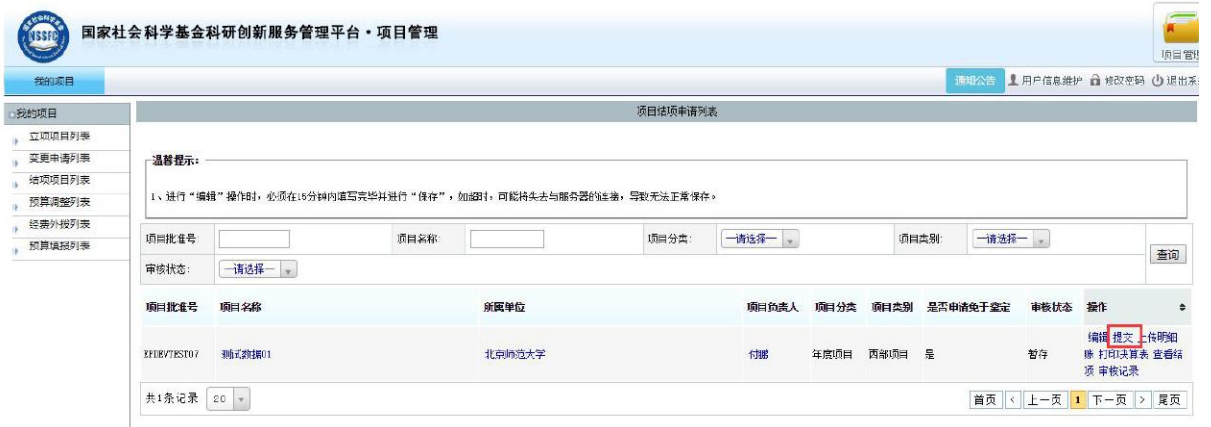 NSSFC
国家社会科学基金科研创新服务管理平台·项目管理
项目管理
我的项目
通知公告 用户信息维护 修改密码 退出系
我的项目
项目结项申请列表
立项项目列表
变更申请列表
结项项目列表
预算调整列表
经费外拨列表
预算填报列表
温馨提示:
1、进行“编辑”操作时,必须在15分钟内填写完毕并进行“保存”,如超时,可能将失去与服务器的连接,导致无法正常保存。
项目批准号: 项目名称: 项目分类: 一请选择一 项目类别: 一请选择一
查询
审核状态: 一请选择一
项目批准号 项目名称 所属单位 项目负责人 项目分类 项目类别 是否申请免于鉴定 审核状态 操作
测试数据01 北京师范大学 付鹏 年度项目 西部项目 是 暂存 编辑 提交 上传明细
账 打印决算表 查看结
项 审核记录
共1条记录 20
首页 < 上一页 1 下一页 > 尾页